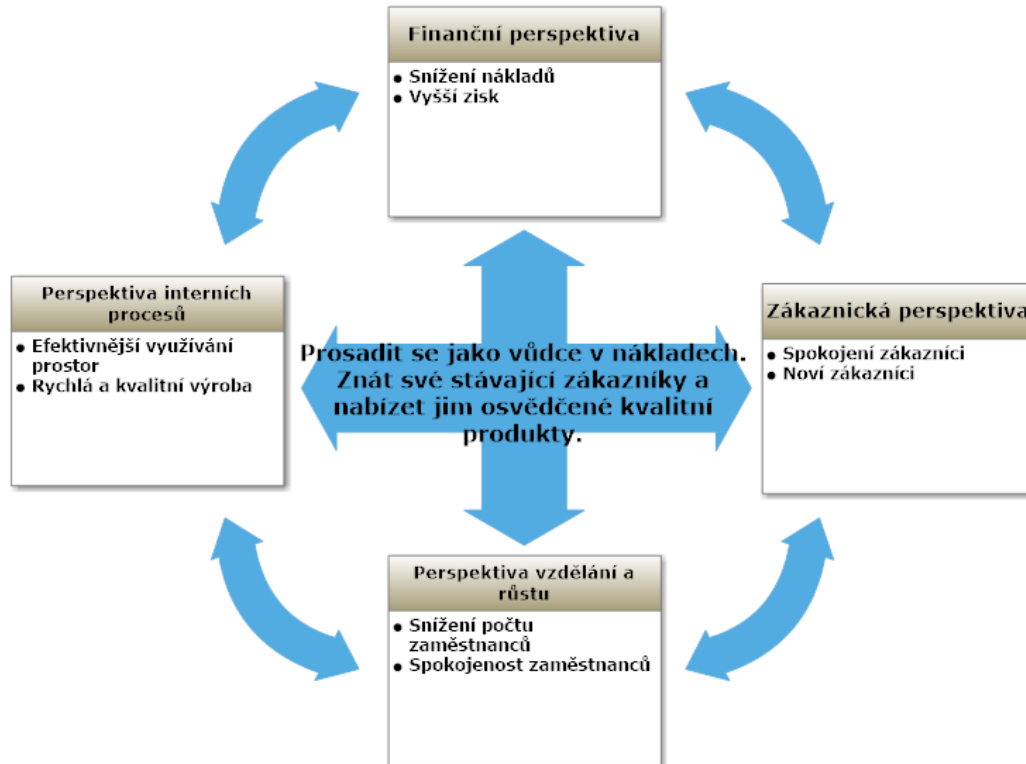 Finanční perspektiva
● Snížení nákladů
● Vyšší zisk
Perspektiva interních
procesů
● Efektivnější využívání
prostor
● Rychlá a kvalitní výroba
Prosadit se jako vůdce v nákladech.
Znát své stávající zákazníky a
nabízet jim osvědčené kvalitní
produkty.
Zákaznická perspektiva
● Spokojení zákazníci
● Noví zákazníci
Perspektiva vzdělání a
růstu
● Snížení počtu
zaměstnanců
● Spokojenost zaměstnanců